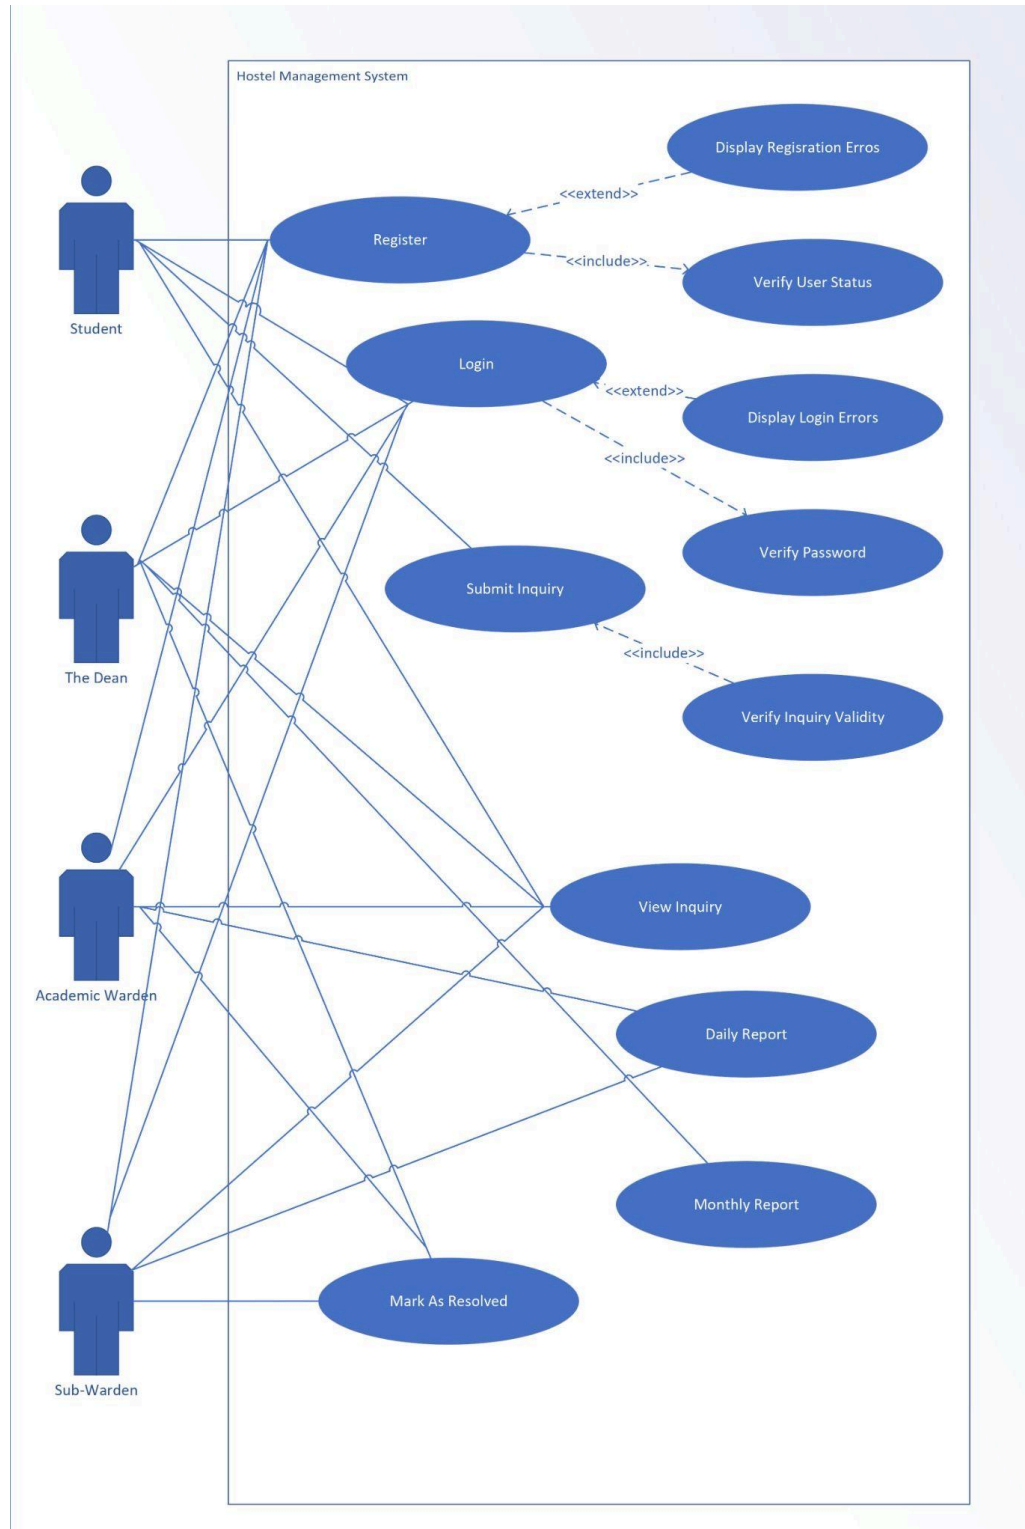 Hostel Management System
Display Regisration Erros
<<extend>>
Register
<<include>>
Verify User Status
Student
Login
<<extend>>
Display Login Errors
<<include>>
Verify Password
Submit Inquiry
<<include>>
The Dean
Verify Inquiry Validity
View Inquiry
Academic Warden
Daily Report
Monthly Report
Mark As Resolved
Sub-Warden